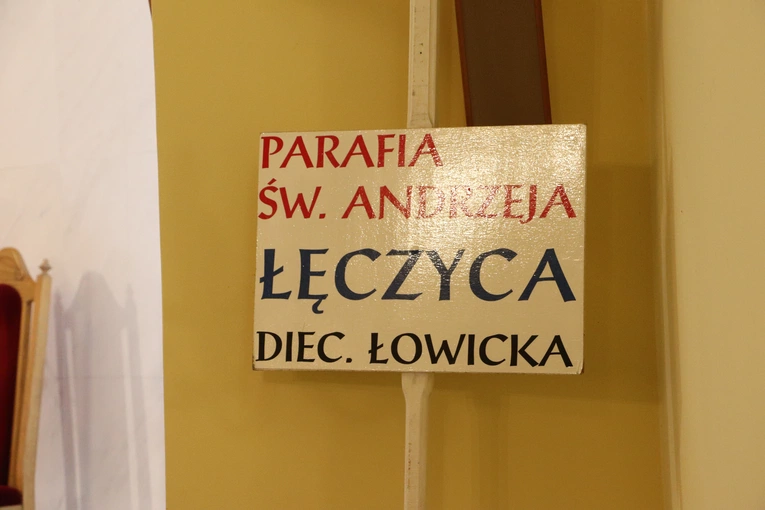 PARAFIA
ŚW. ANDRZEJA
ŁĘCZYCA
DIEC. ŁOWICKA